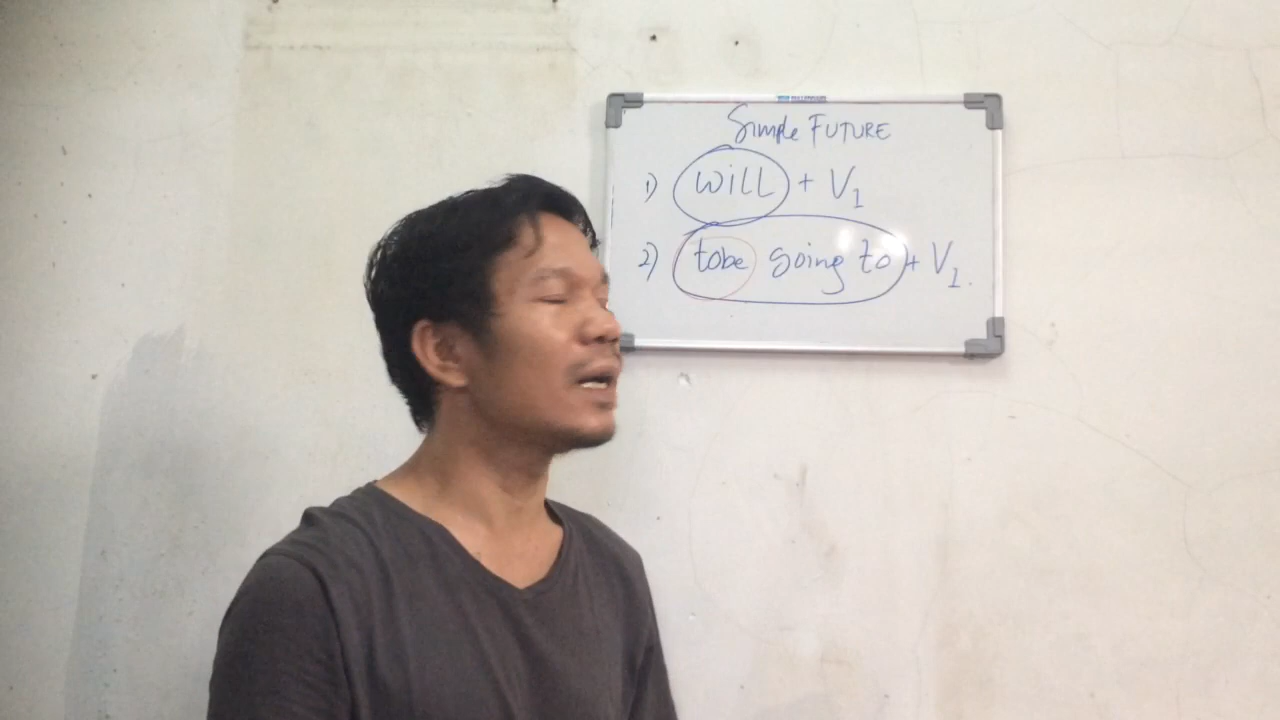 Simple FUTURE
1) will + V1
2) tobe going to + V1.